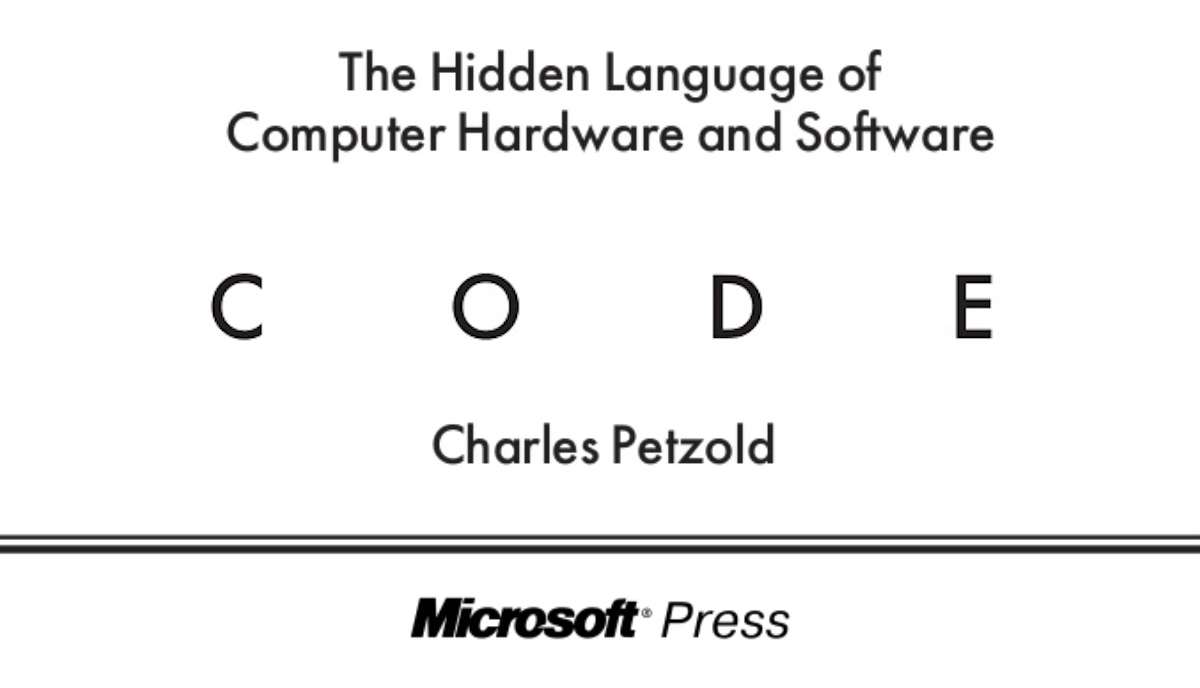 The Hidden Language of
Computer Hardware and Software
C O D E
Charles Petzold
Microsoft® Press